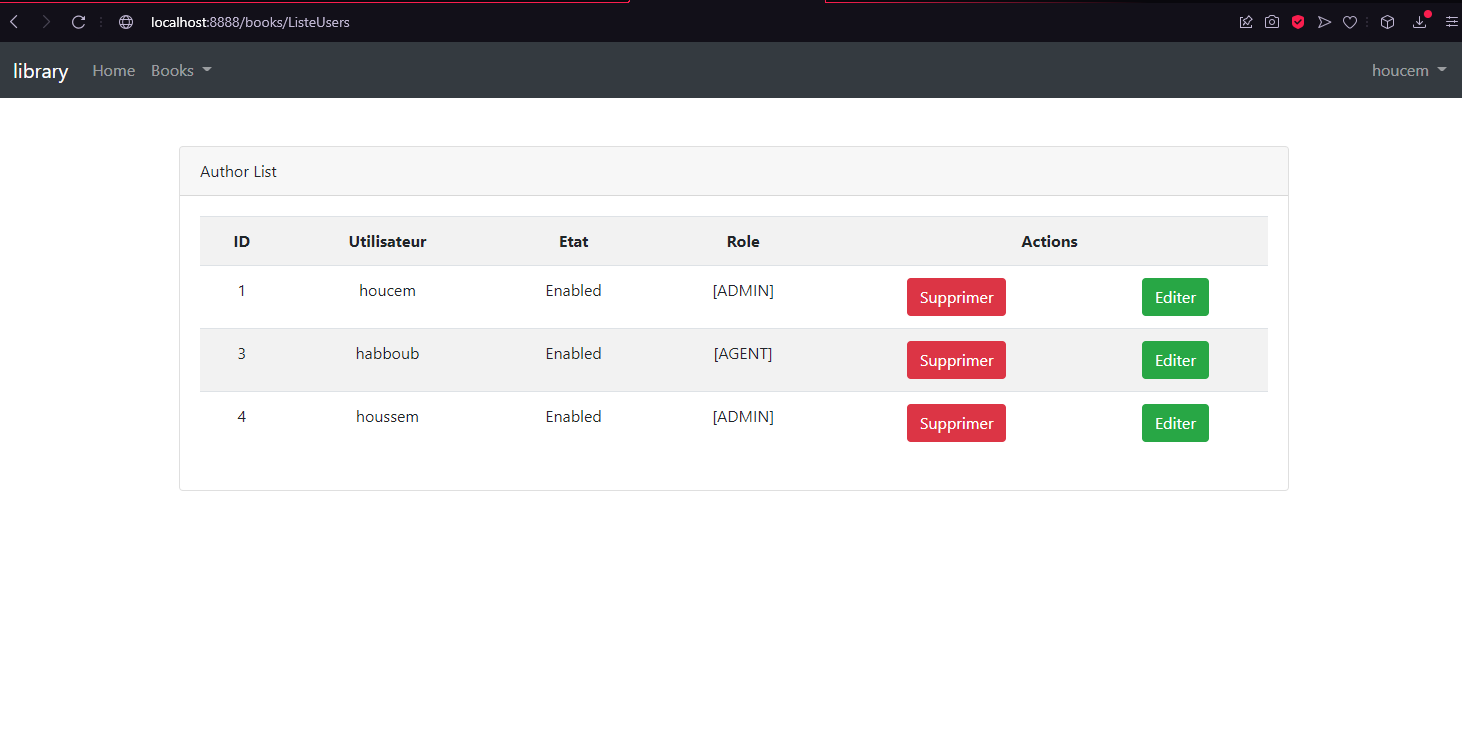 localhost:8888/books/ListeUsers
library Home Books houcem
Author List
ID Utilisateur Etat Role Actions
1 houcem Enabled [ADMIN] Supprimer Editer
3 habboub Enabled [AGENT] Supprimer Editer
4 houssem Enabled [ADMIN] Supprimer Editer